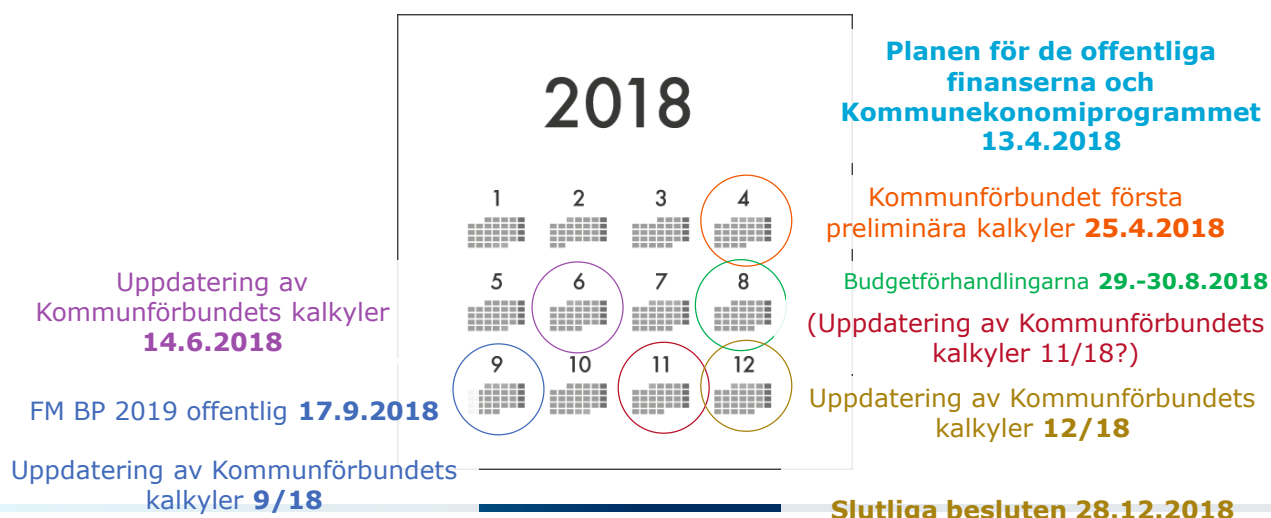 2018
1 2 3 4
5 6 7 8
9 10 11 12
Planen för de offentliga
finanserna och
Kommunekonomiprogrammet
13.4.2018
Kommunförbundet första
preliminära kalkyler 25.4.2018
Budgetförhandlingarna 29.-30.8.2018
(Uppdatering av Kommunförbundets
kalkyler 11/18?)
Uppdatering av Kommunförbundets
kalkyler 12/18
Slutliga besluten 28.12.2018
Uppdatering av
Kommunförbundets kalkyler
14.6.2018
FM BP 2019 offentlig 17.9.2018
Uppdatering av Kommunförbundets
kalkyler 9/18